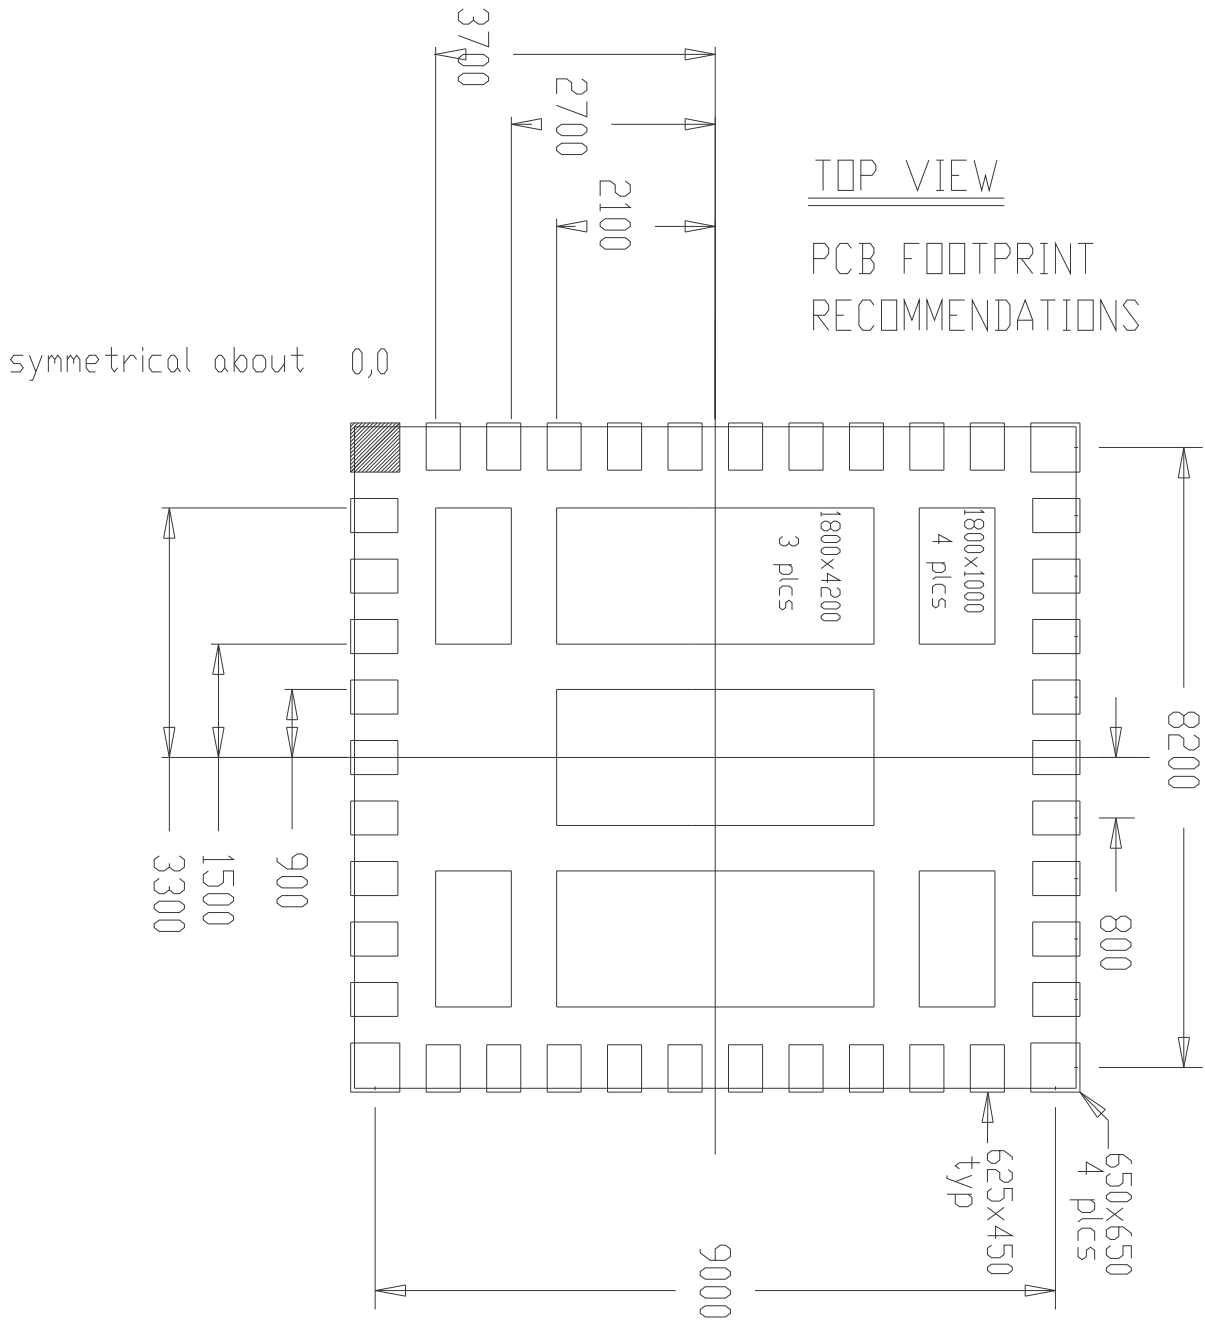 3700
2700
2100
TOP VIEW
PCB FOOTPRINT
RECOMMENDATIONS
symmetrical about 0,0
1800x4200
3 plcs
1800x1000
4 plcs
8200
800
900
1500
3300
625x450
typ
650x650
4 plcs
9000